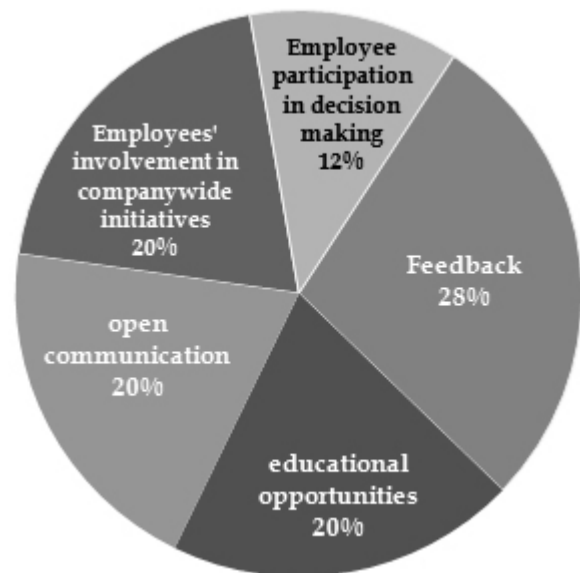 Employee
participation
in decision
making
12%
Employees'
involvement in
companywide
initiatives
20%
Feedback
28%
open
communication
20%
educational
opportunities
20%